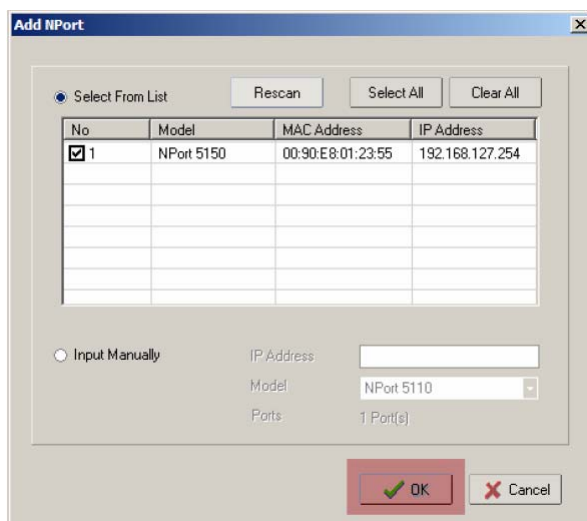 Add NPort
Select From List Rescan Select All Clear All
No Model MAC Address IP Address
1 NPort 5150 00:90:E8:01:23:55 192.168.127.254
Input Manually IP Address
Model NPort 5110
Ports 1 Port(s)
OK Cancel